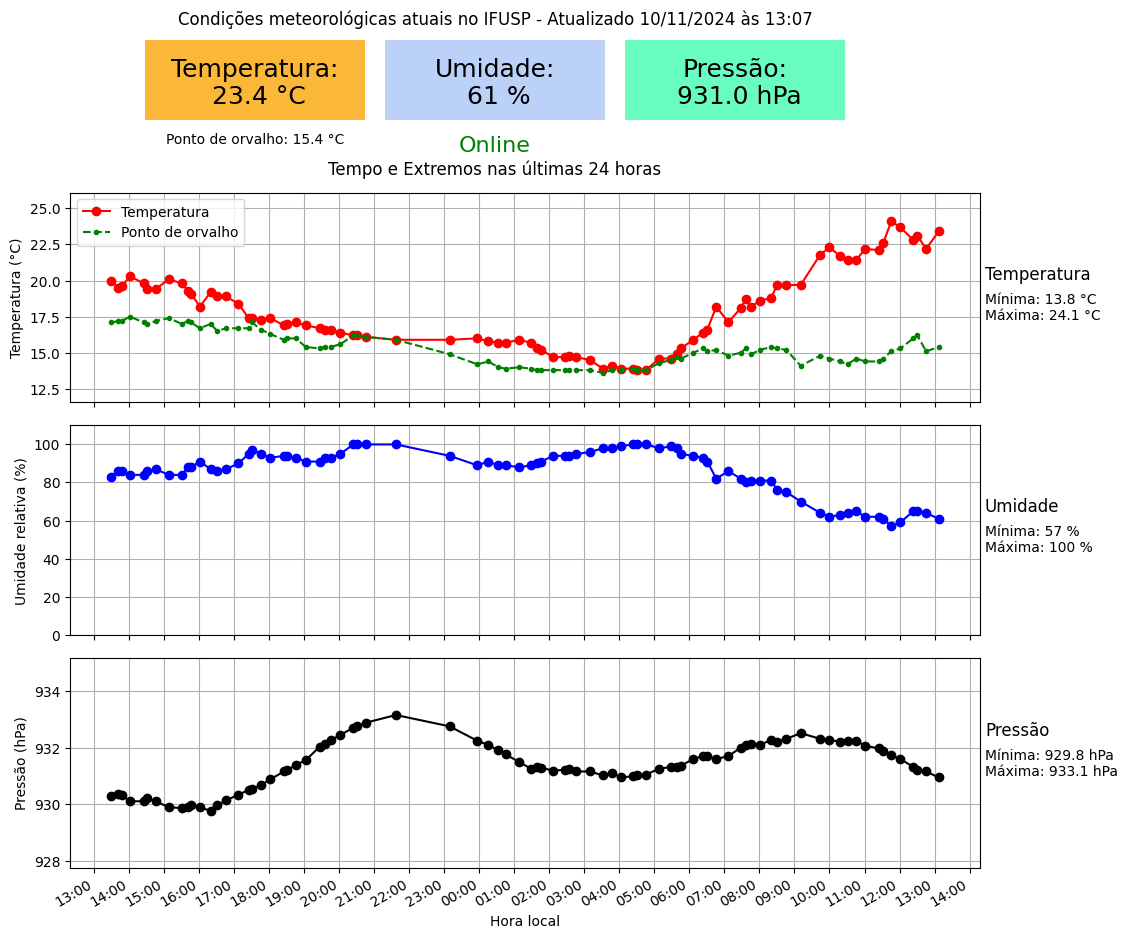 Condições meteorológicas atuais no IFUSP - Atualizado 10/11/2024 às 13:07
Temperatura:
23.4 °C
Umidade:
61 %
Pressão:
931.0 hPa
Ponto de orvalho: 15.4 °C
Online
Tempo e Extremos nas últimas 24 horas
Temperatura (°C)
25.0
22.5
20.0
17.5
15.0
12.5
Temperatura
Ponto de orvalho
Temperatura
Mínima: 13.8 °C
Máxima: 24.1 °C
Umidade relativa (%)
100
80
60
40
20
0
Umidade
Mínima: 57 %
Máxima: 100 %
Pressão (hPa)
934
932
930
928
Pressão
Mínima: 929.8 hPa
Máxima: 933.1 hPa
13:00 14:00 15:00 16:00 17:00 18:00 19:00 20:00 21:00 22:00 23:00 00:00 01:00 02:00 03:00 04:00 05:00 06:00 07:00 08:00 09:00 10:00 11:00 12:00 13:00 14:00
Hora local